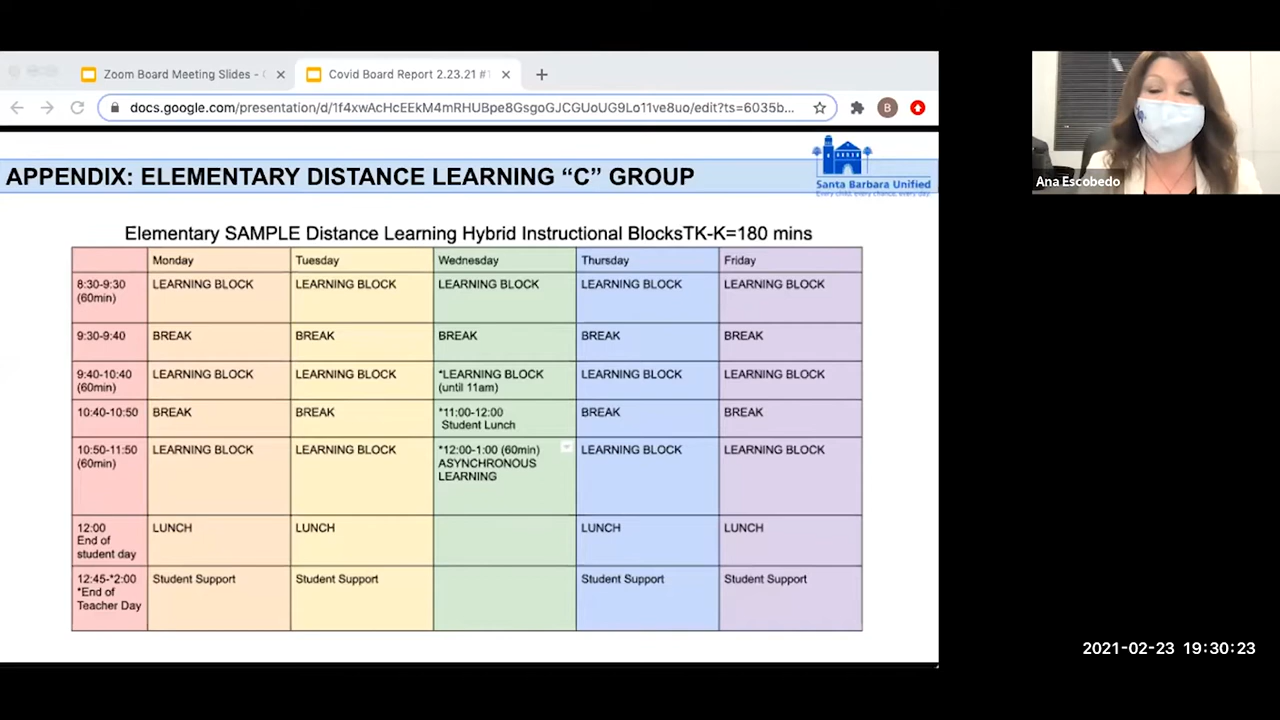 Zoom Board Meeting Slides -
Covid Board Report 2.23.21 #
docs.google.com/presentation/d/1f4xwAcHcEEkM4mRHUBpe8GsgoGJCGUoUG9Lo11ve8uo/edit?ts=6035b...
B
APPENDIX: ELEMENTARY DISTANCE LEARNING “C” GROUP
Santa Barbara Unified
Every child, every chance, every day.
Elementary SAMPLE Distance Learning Hybrid Instructional BlocksTK-K=180 mins
Monday Tuesday Wednesday Thursday Friday
8:30-9:30 LEARNING BLOCK LEARNING BLOCK LEARNING BLOCK LEARNING BLOCK LEARNING BLOCK
(60min)
9:30-9:40 BREAK BREAK BREAK BREAK BREAK
9:40-10:40 LEARNING BLOCK LEARNING BLOCK *LEARNING BLOCK LEARNING BLOCK LEARNING BLOCK
(60min) (until 11am)
10:40-10:50 BREAK BREAK *11:00-12:00 BREAK BREAK
Student Lunch
10:50-11:50 LEARNING BLOCK LEARNING BLOCK *12:00-1:00 (60min) LEARNING BLOCK LEARNING BLOCK
(60min) ASYNCHRONOUS
LEARNING
12:00 LUNCH LUNCH LUNCH LUNCH
End of
student day
12:45-*2:00 Student Support Student Support Student Support Student Support
*End of
Teacher Day
Ana Escobedo
2021-02-23 19:30:23